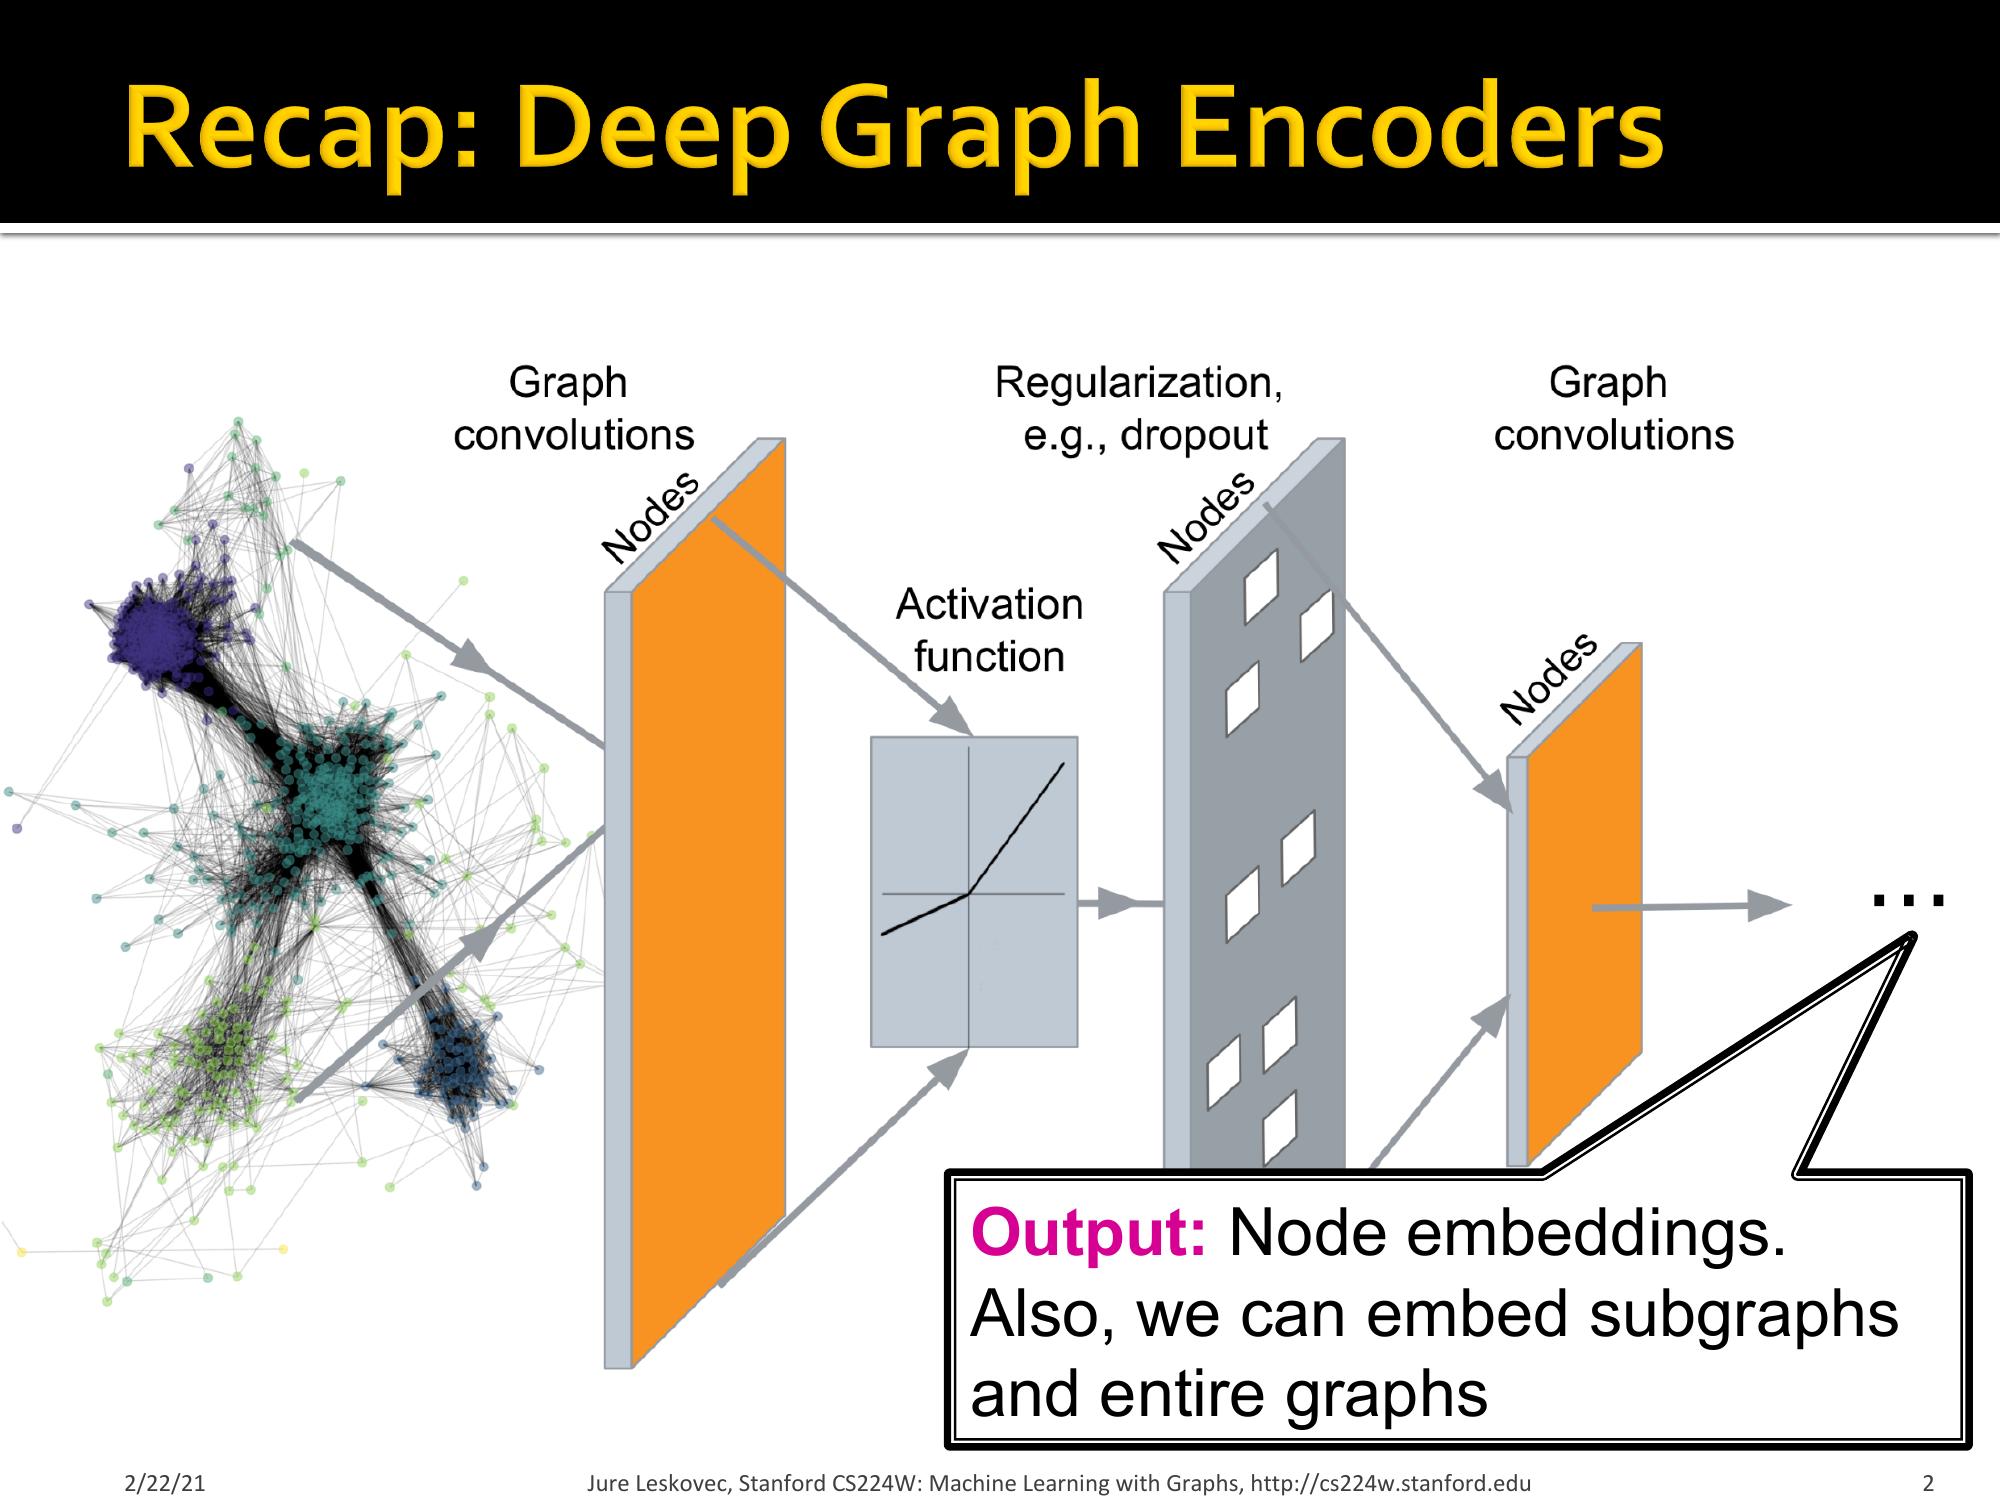 Recap: Deep Graph Encoders
Graph
convolutions
Regularization,
e.g., dropout
Graph
convolutions
Nodes
Nodes
Activation
function
Nodes
...
Output: Node embeddings.
Also, we can embed subgraphs
and entire graphs
2/22/21
Jure Leskovec, Stanford CS224W: Machine Learning with Graphs, http://cs224w.stanford.edu
2